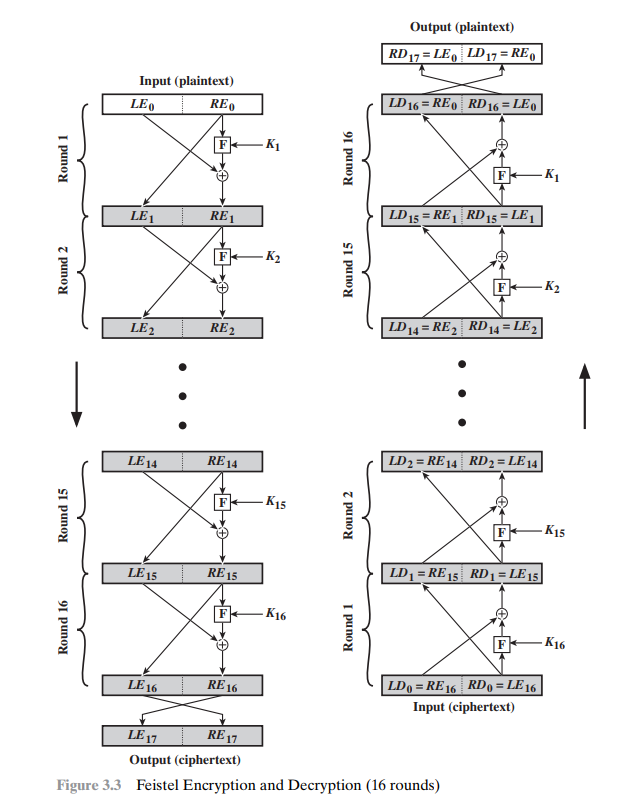 Input (plaintext)
LE0 RE0
Round 1
F K1
LE1 RE1
Round 2
F K2
LE2 RE2
LE14 RE14
Round 15
F K15
LE15 RE15
Round 16
F K16
LE16 RE16
LE17 RE17
Output (ciphertext)
Output (plaintext)
RD17 = LE0 LD17 = RE0
LD16 = RE0 RD16 = LE0
Round 16
F K1
LD15 = RE1 RD15 = LE1
Round 15
F K2
LD14 = RE2 RD14 = LE2
LD2 = RE14 RD2 = LE14
Round 2
F K15
LD1 = RE15 RD1 = LE15
Round 1
F K16
LD0 = RE16 RD0 = LE16
Input (ciphertext)
Figure 3.3 Feistel Encryption and Decryption (16 rounds)